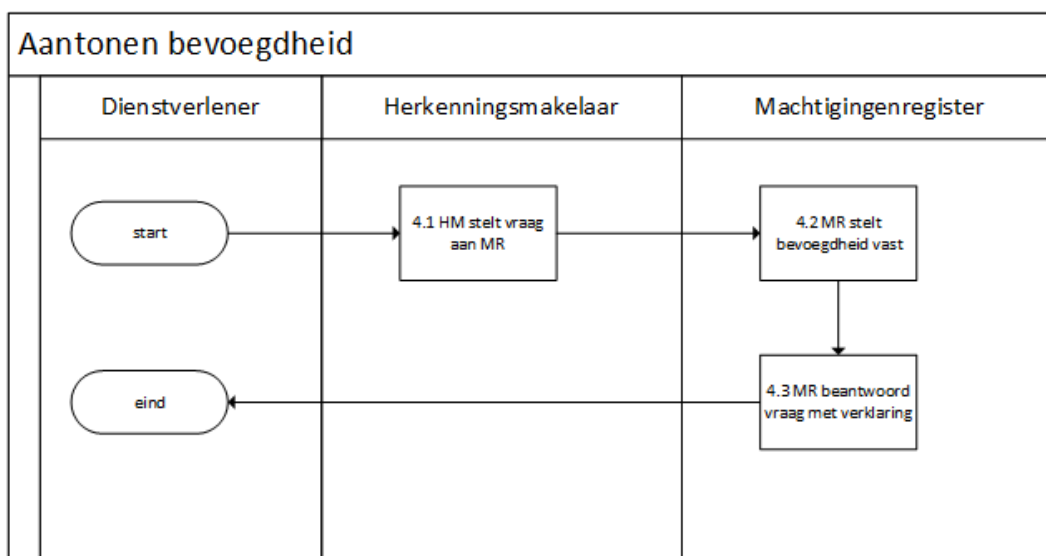 Aantonen bevoegdheid
Dienstverlener
Herkenningsmakelaar
Machtigingenregister
start
4.1 HM stelt vraag
aan MR
4.2 MR stelt
bevoegdheid vast
eind
4.3 MR beantwoord
vraag met verklaring